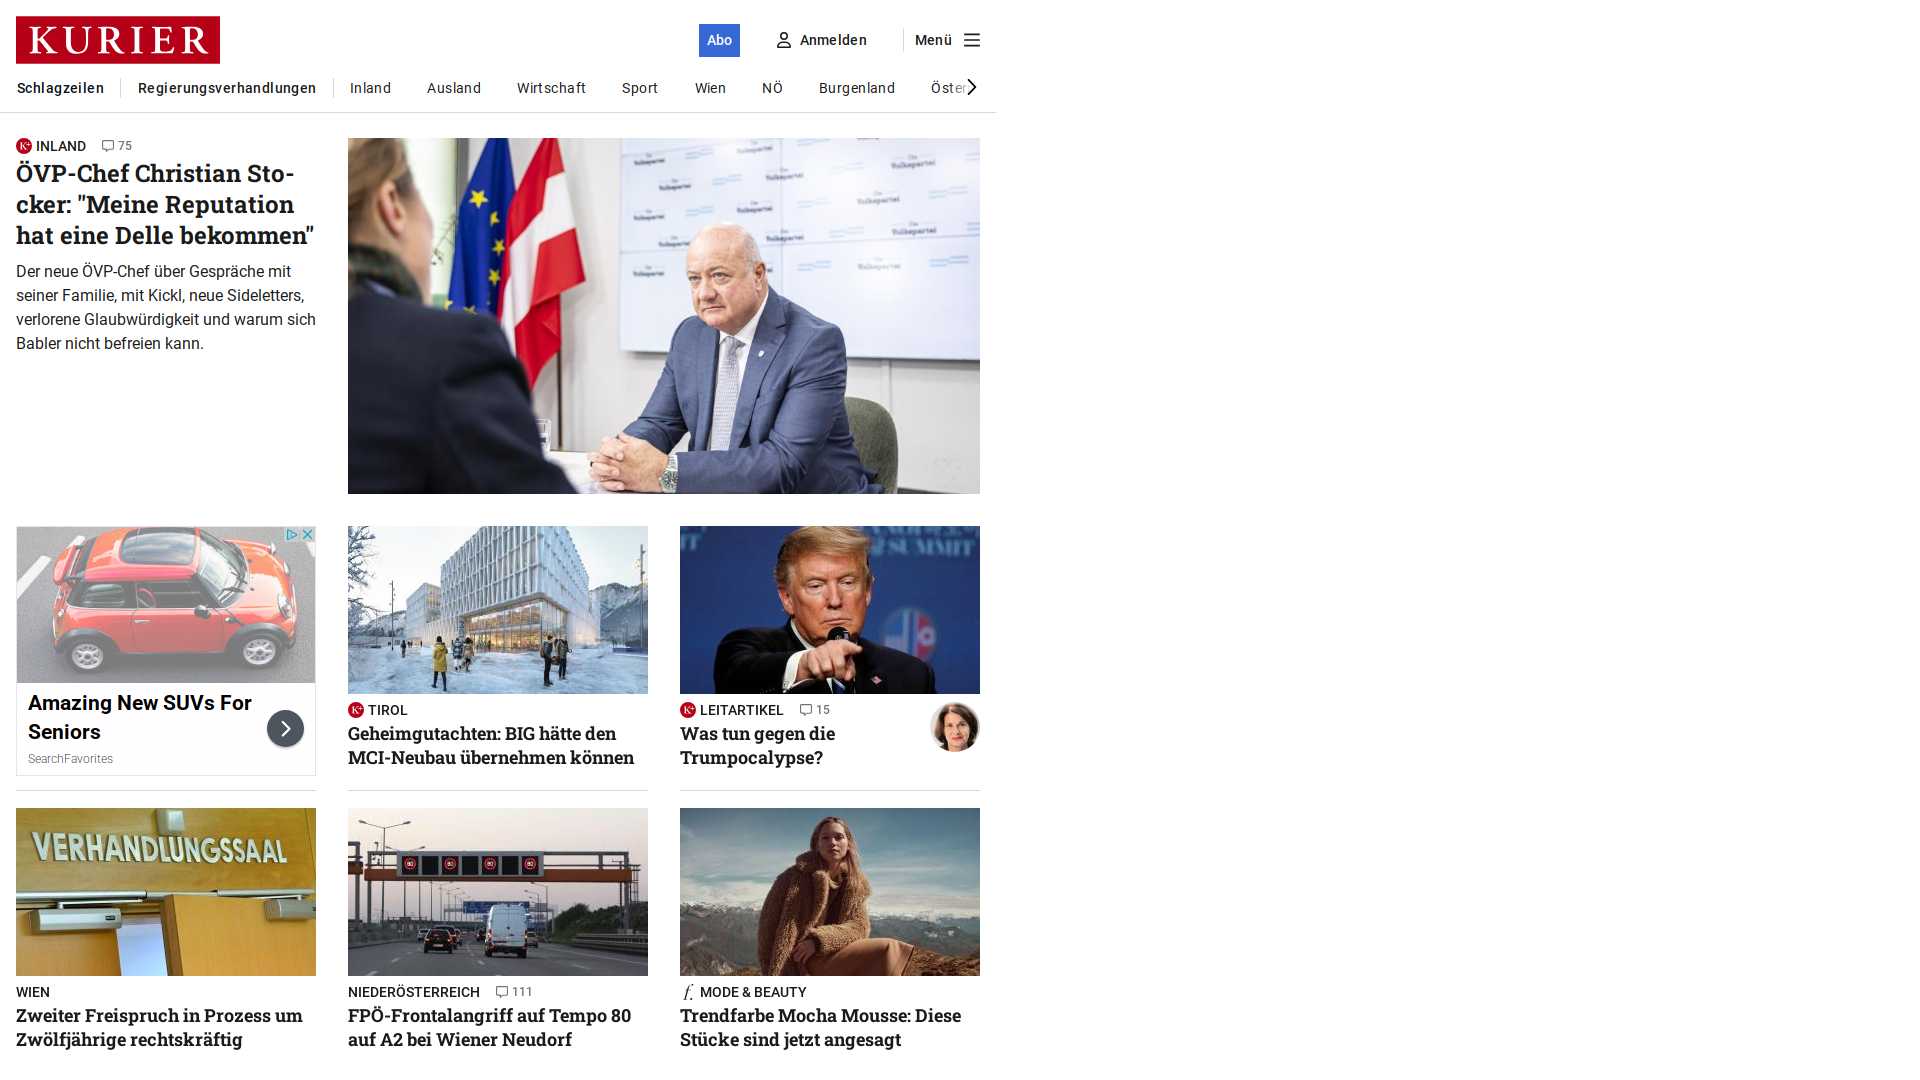 KURIER
Abo
Anmelden
Menü
Schlagzeilen
Regierungsverhandlungen
Inland
Ausland
Wirtschaft
Sport
Wien
NÖ
Burgenland
INLAND 75
ÖVP-Chef Christian Sto-
cker: "Meine Reputation
hat eine Delle bekommen"
Der neue ÖVP-Chef über Gespräche mit
seiner Familie, mit Kickl, neue Sideletters,
verlorene Glaubwürdigkeit und warum sich
Babler nicht befreien kann.
Amazing New SUVs For
Seniors
SearchFavorites
TIROL
Geheimgutachten: BIG hätte den
MCI-Neubau übernehmen können
SUMMIT
LEITARTIKEL 15
Was tun gegen die
Trumpocalypse?
VERHANDLUNGSSAAL
WIEN
Zweiter Freispruch in Prozess um
Zwölfjährige rechtskräftig
NIEDERÖSTERREICH 111
FPÖ-Frontalangriff auf Tempo 80
auf A2 bei Wiener Neudorf
MODE & BEAUTY
Trendfarbe Mocha Mousse: Diese
Stücke sind jetzt angesagt